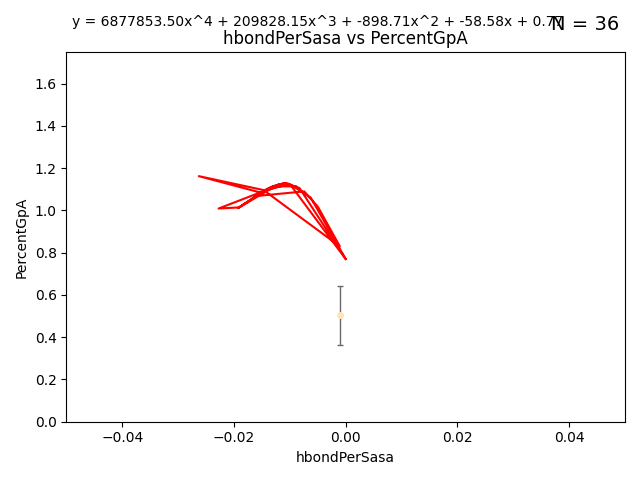 y = 6877853.50x^4 + 209828.15x^3 + -898.71x^2 + -58.58x + 0.77
N = 36
hbondPerSasa vs PercentGpA
PercentGpA
1.6
1.4
1.2
1.0
0.8
0.6
0.4
0.2
0.0
−0.04 −0.02 0.00 0.02 0.04
hbondPerSasa